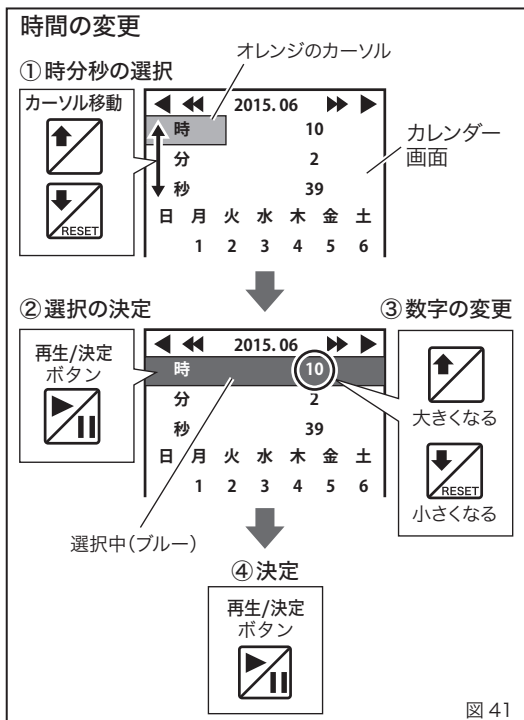 時間の変更
オレンジのカーソル
①時分秒の選択
カーソル移動
RESET
2015.06
時 10
分 2
秒 39
日 月 火 水 木 金 土
1 2 3 4 5 6
カレンダー
画面
②選択の決定
再生/決定
ボタン
2015.06
時 10
分 2
秒 39
日 月 火 水 木 金 土
1 2 3 4 5 6
選択中(ブルー)
③数字の変更
大きくなる
RESET
小さくなる
④決定
再生/決定
ボタン
図 41